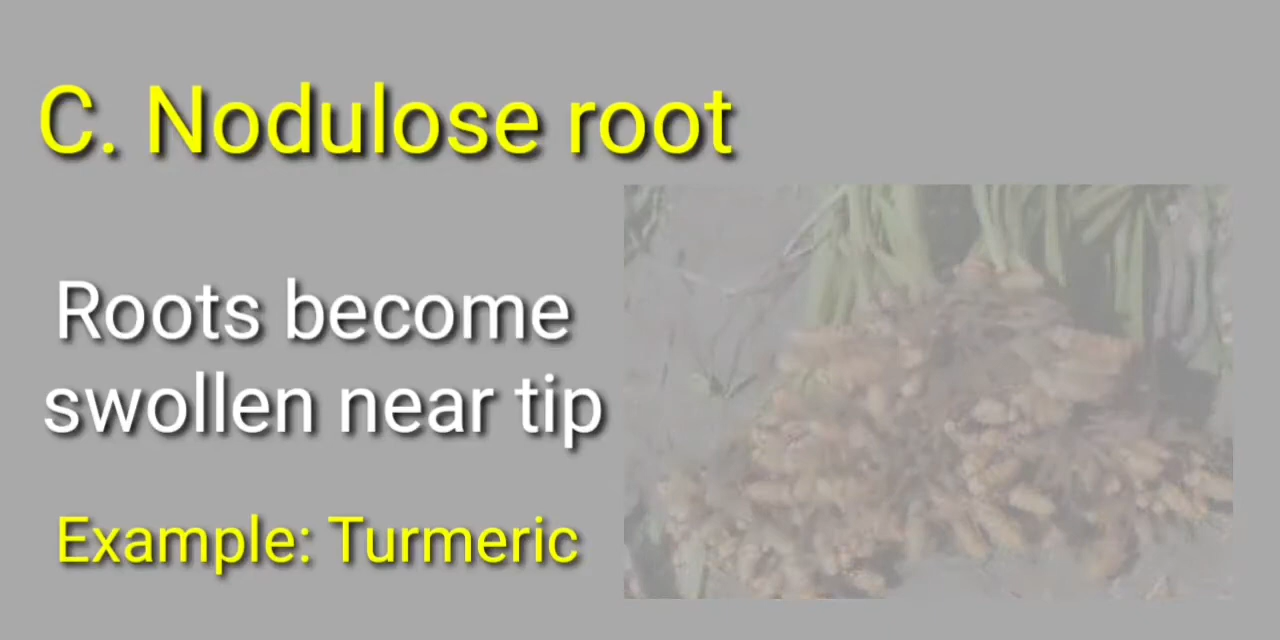 C. Nodulose root
Roots become
swollen near tip
Example: Turmeric